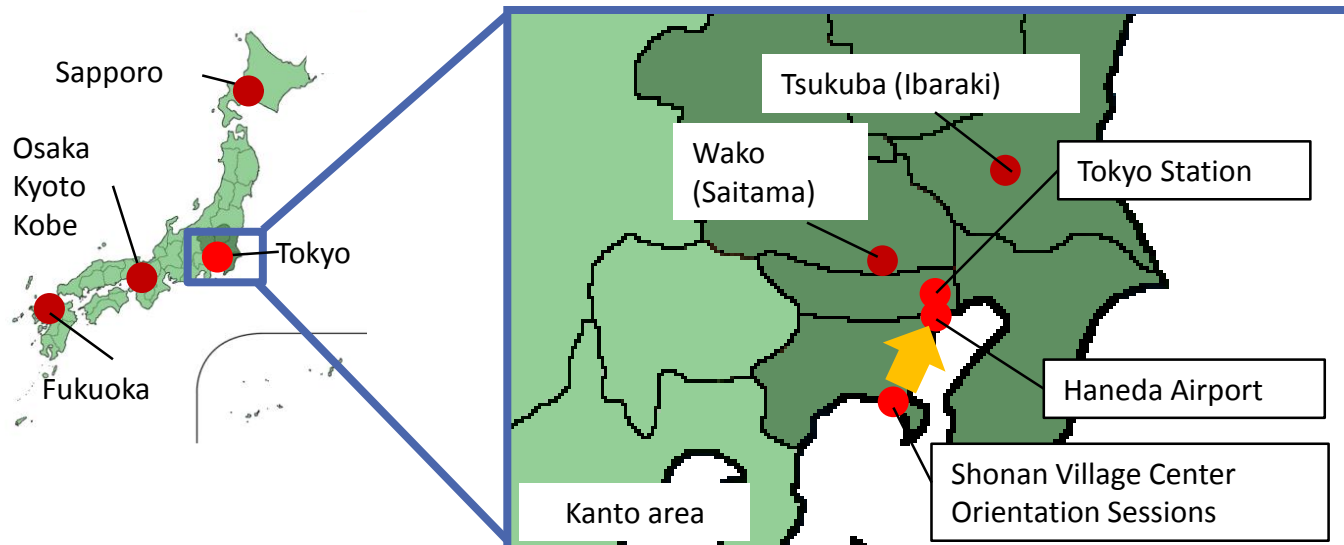 Sapporo
Osaka
Kyoto
Kobe
Tokyo
Fukuoka
Tsukuba (Ibaraki)
Wako
(Saitama)
Tokyo Station
Haneda Airport
Shonan Village Center
Orientation Sessions
Kanto area